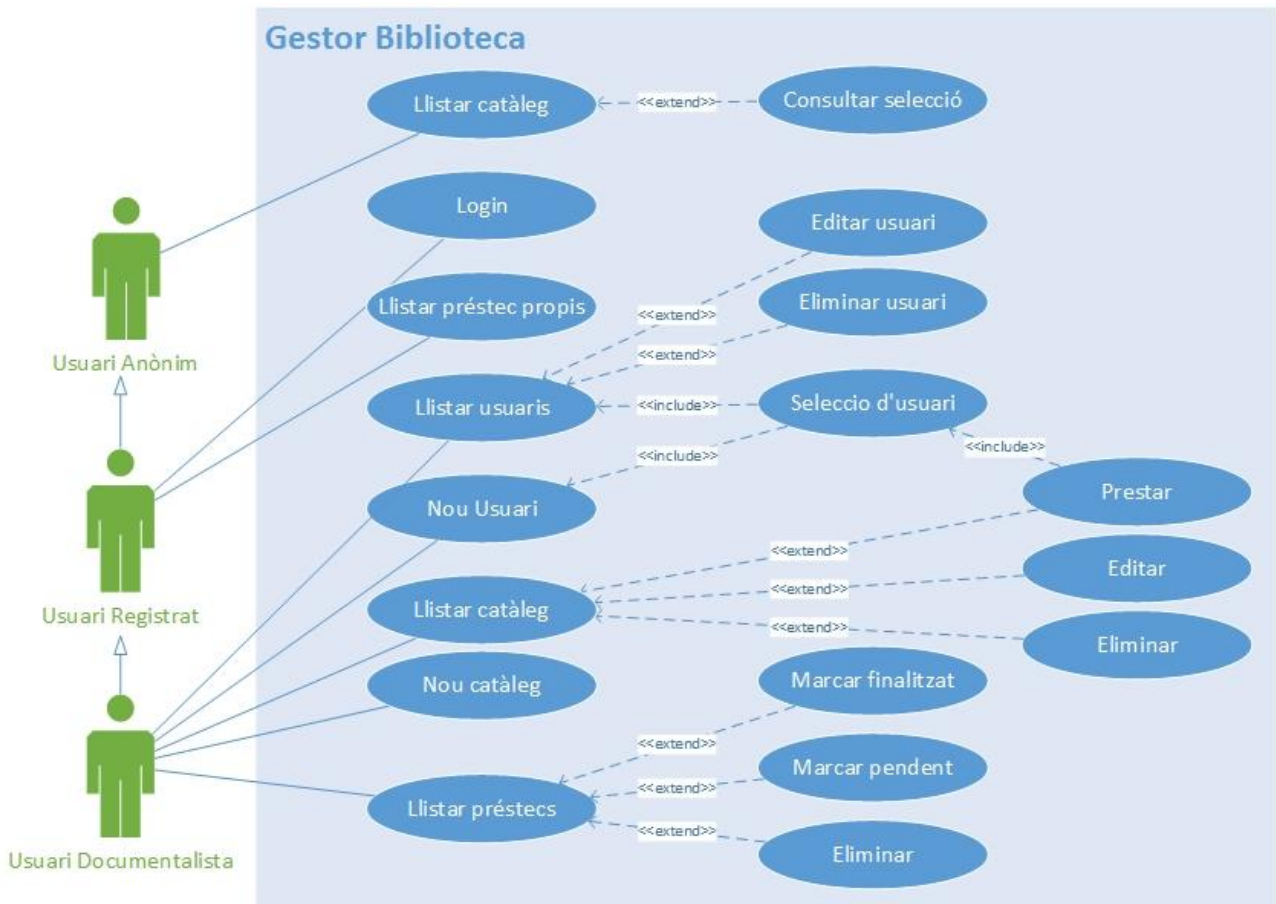 Gestor Biblioteca
Llistar catàleg
<<extend>>
Consultar selecció
Login
Editar usuari
Llistar préstec propis
<<extend>>
Eliminar usuari
Usuari Anònim
<<extend>>
Llistar usuaris
<<include>>
Seleccio d'usuari
<<include>>
<<include>>
Nou Usuari
Prestar
<<extend>>
Llistar catàleg
<<extend>>
Editar
Usuari Registrat
<<extend>>
Eliminar
Nou catàleg
Marcar finalitzat
<<extend>>
Marcar pendent
<<extend>>
Llistar préstecs
<<extend>>
Eliminar
Usuari Documentalista